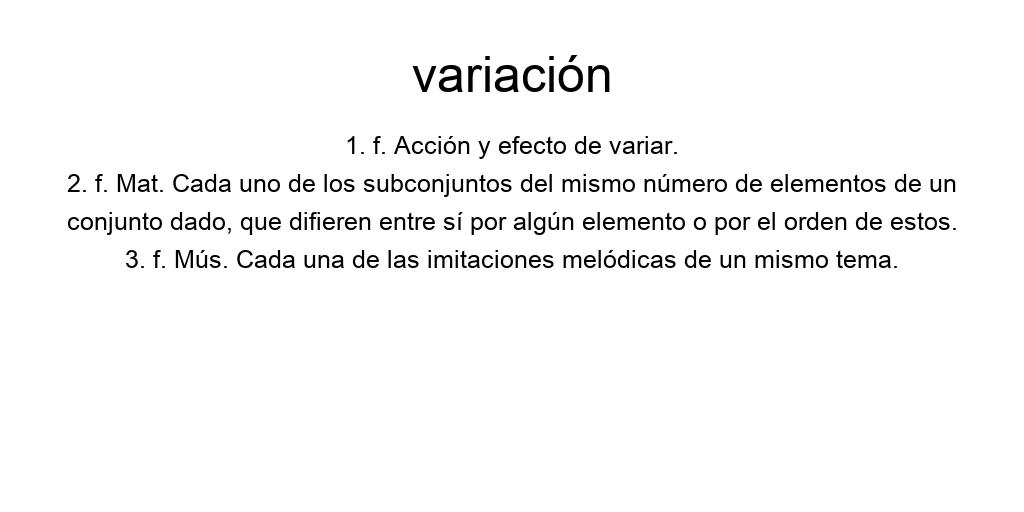 variación
1. f. Acción y efecto de variar.
2. f. Mat. Cada uno de los subconjuntos del mismo número de elementos de un
conjunto dado, que difieren entre sí por algún elemento o por el orden de estos.
3. f. Mús. Cada una de las imitaciones melódicas de un mismo tema.